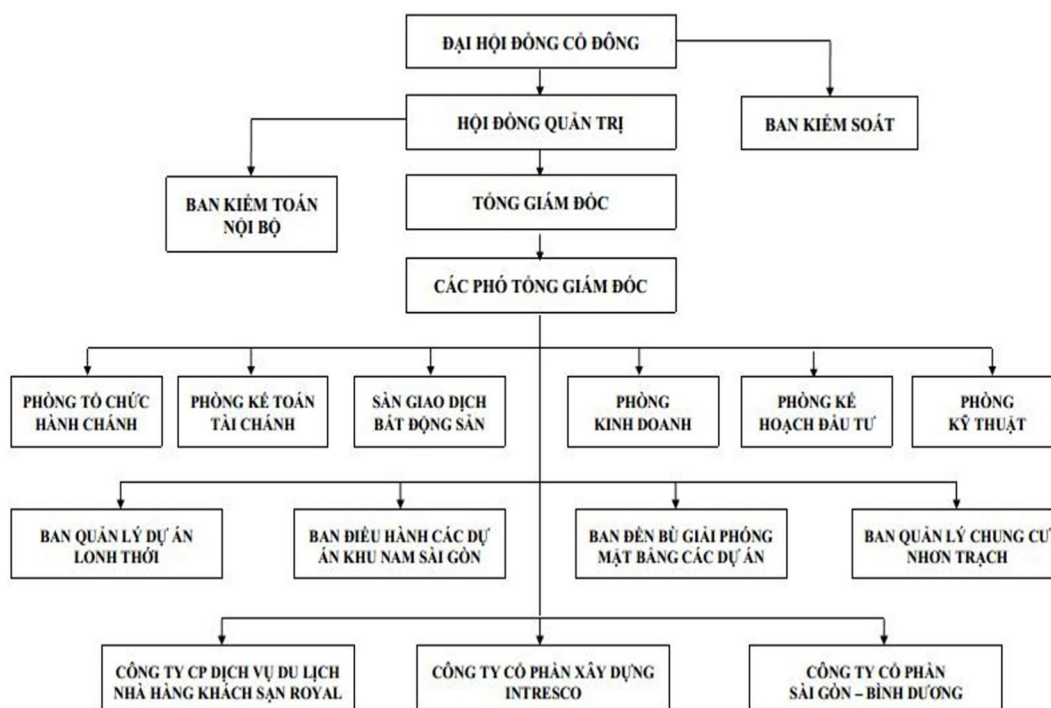 ĐẠI HỘI ĐỒNG CỔ ĐÔNG
HỘI ĐỒNG QUẢN TRỊ
BAN KIỂM SOÁT
BAN KIỂM TOÁN
NỘI BỘ
TỔNG GIÁM ĐỐC
CÁC PHÓ TỔNG GIÁM ĐỐC
PHÒNG TỔ CHỨC
HÀNH CHÁNH
PHÒNG KẾ TOÁN
TÀI CHÁNH
SÀN GIAO DỊCH
BẤT ĐỘNG SẢN
PHÒNG
KINH DOANH
PHÒNG KẾ
HOẠCH ĐẦU TƯ
PHÒNG
KỸ THUẬT
BAN QUẢN LÝ DỰ ÁN
LONH THỚI
BAN ĐIỀU HÀNH CÁC DỰ
ÁN KHU NAM SÀI GÒN
BAN ĐỀN BÙ GIẢI PHÓNG
MẶT BẰNG CÁC DỰ ÁN
BAN QUẢN LÝ CHUNG CƯ
NHƠN TRẠCH
CÔNG TY CP DỊCH VỤ DU LỊCH
NHÀ HÀNG KHÁCH SẠN ROYAL
CÔNG TY CỔ PHẦN XÂY DỰNG
INTRESCO
CÔNG TY CỔ PHẦN
SÀI GÒN – BÌNH DƯƠNG